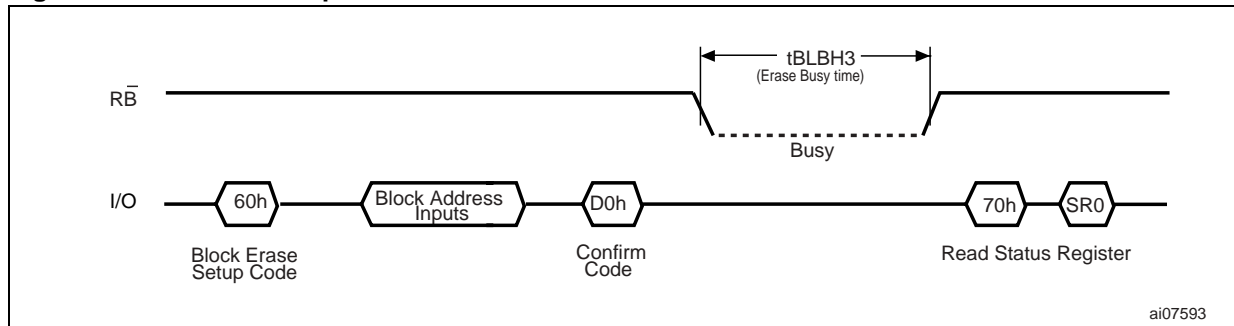 tBLBH3
(Erase Busy time)
RB̅
Busy
I/O
60h
Block Address
Inputs
D0h
70h
SR0
Block Erase
Setup Code
Confirm
Code
Read Status Register
ai07593